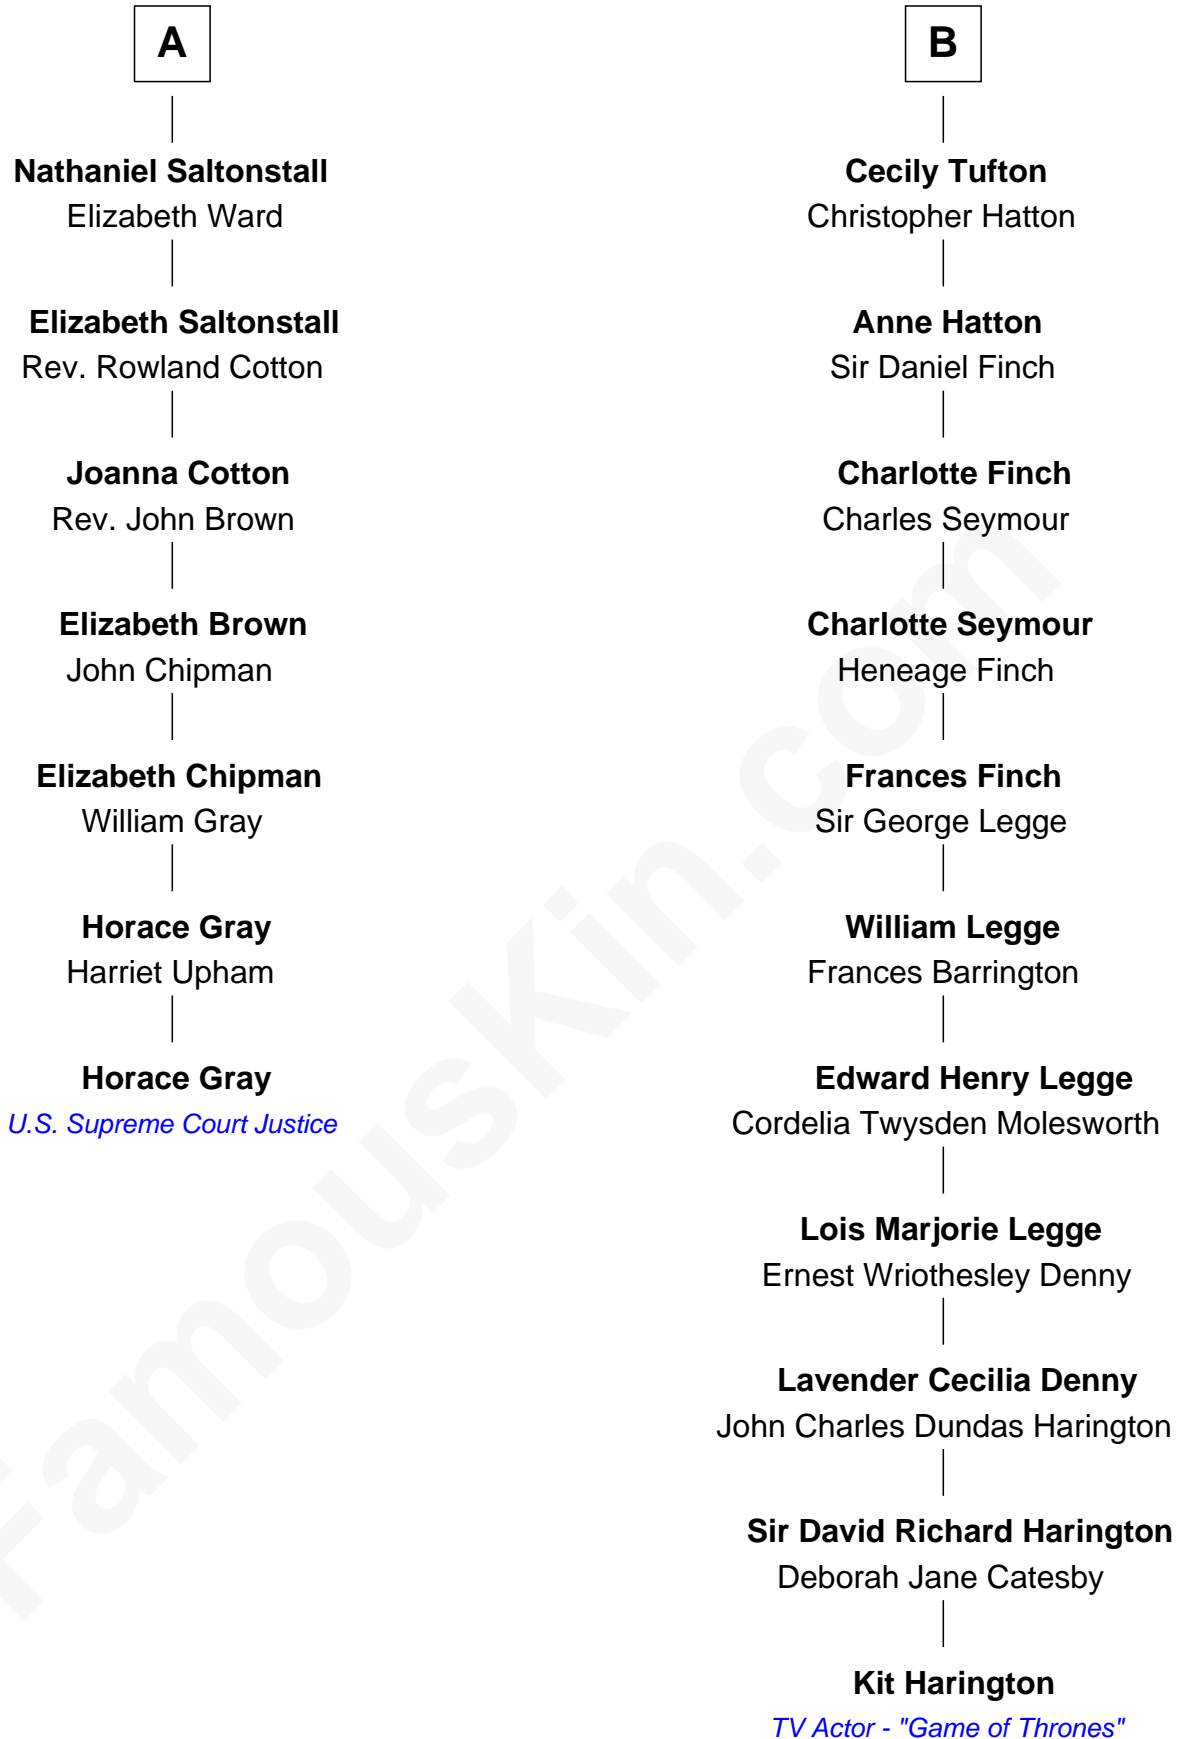 A
Nathaniel Saltonstall
Elizabeth Ward
Elizabeth Saltonstall
Rev. Rowland Cotton
Joanna Cotton
Rev. John Brown
Elizabeth Brown
John Chipman
Elizabeth Chipman
William Gray
Horace Gray
Harriet Upham
Horace Gray
U.S. Supreme Court Justice
B
Cecily Tufton
Christopher Hatton
Anne Hatton
Sir Daniel Finch
Charlotte Finch
Charles Seymour
Charlotte Seymour
Heneage Finch
Frances Finch
Sir George Legge
William Legge
Frances Barrington
Edward Henry Legge
Cordelia Twysden Molesworth
Lois Marjorie Legge
Ernest Wriothesley Denny
Lavender Cecilia Denny
John Charles Dundas Harington
Sir David Richard Harington
Deborah Jane Catesby
Kit Harington
TV Actor - "Game of Thrones"
FamousKin.com